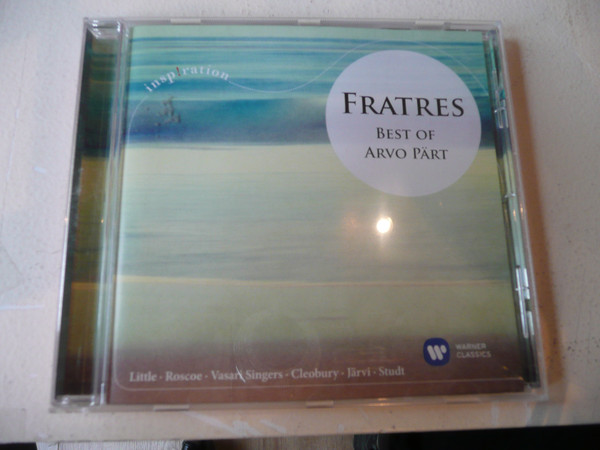 inspiration
FRATRES
BEST OF
ARVO PÄRT
WARNER
CLASSICS
Little · Roscoe · Vasari Singers · Cleobury · Järvi · Studt